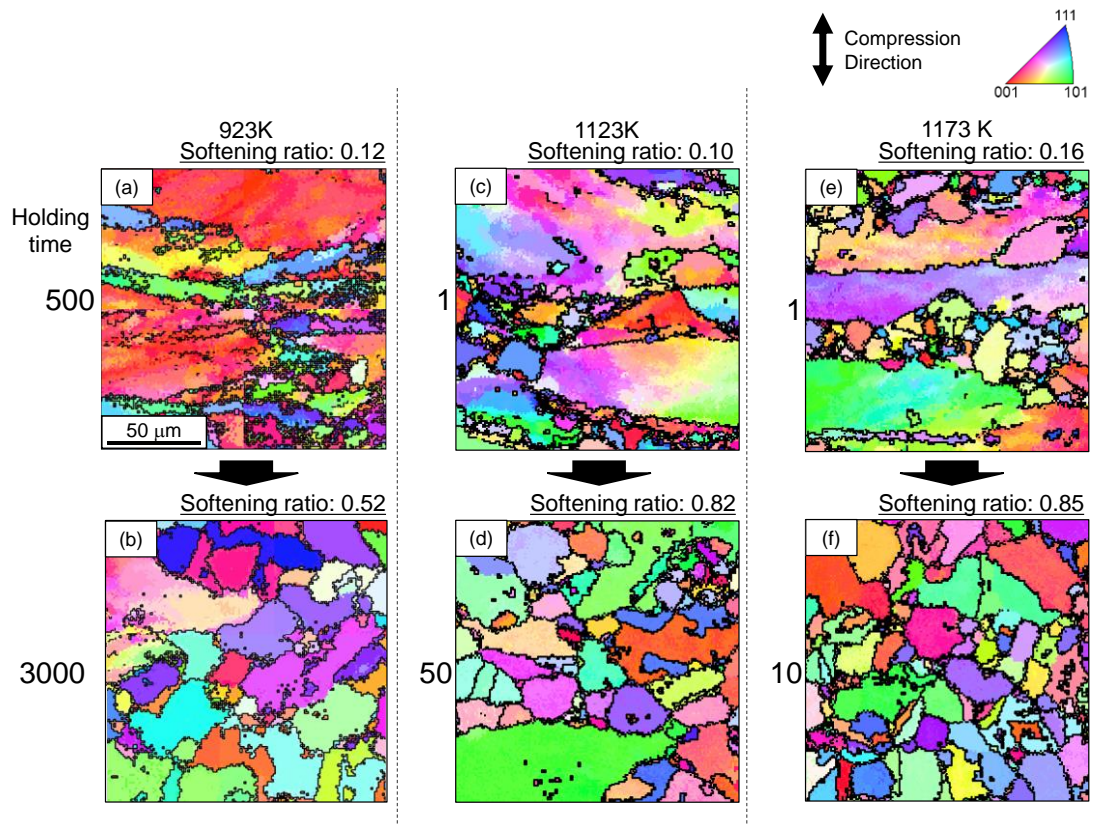 111
Compression
Direction
001
101
923K
Softening ratio: 0.12
1123K
Softening ratio: 0.10
1173 K
Softening ratio: 0.16
(a)
(c)
(e)
Holding
time
500
1
1
50 μm
Softening ratio: 0.52
Softening ratio: 0.82
Softening ratio: 0.85
(b)
(d)
(f)
3000
50
10